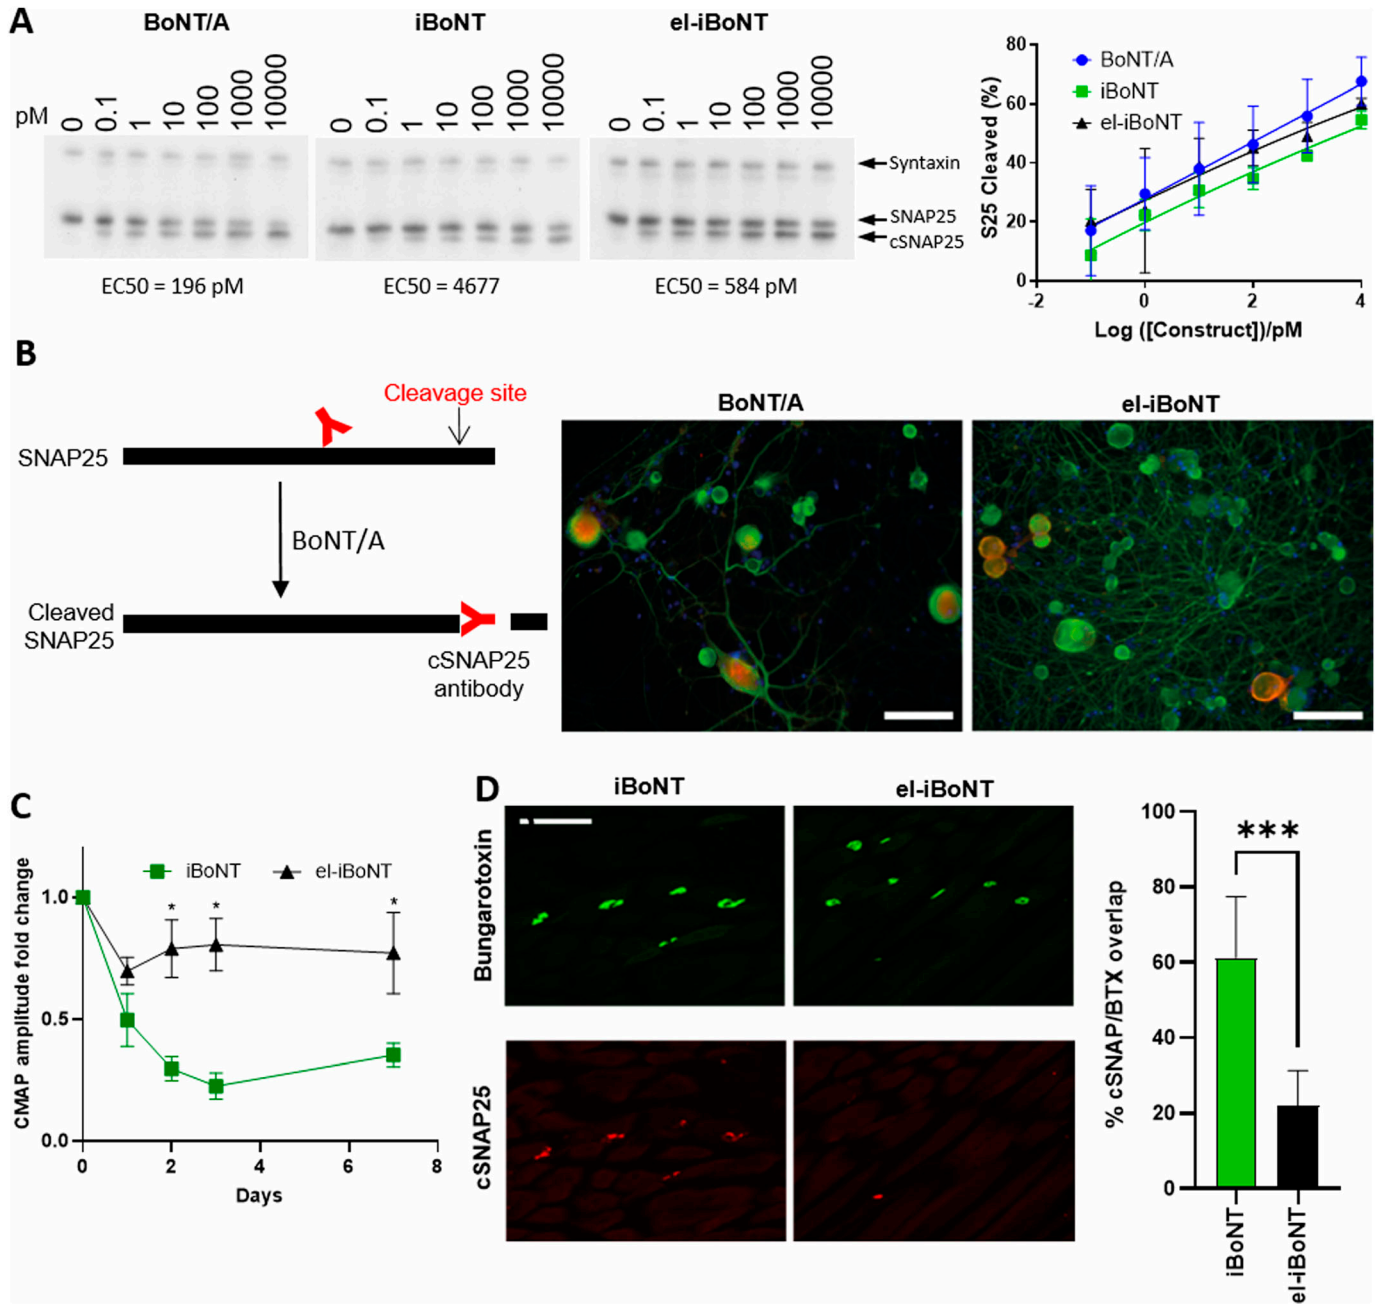 A
BoNT/A
iBoNT
el-iBoNT
pM
0
0.1
1
10
100
1000
10000
0
0.1
1
10
100
1000
10000
0
0.1
1
10
100
1000
10000
Syntaxin
SNAP25
cSNAP25
EC50 = 196 pM
EC50 = 4677
EC50 = 584 pM
S25 Cleaved (%)
80
60
40
20
0
BoNT/A
iBoNT
el-iBoNT
-2
0
2
4
Log ([Construct])/pM
B
Cleavage site
SNAP25
BoNT/A
Cleaved
SNAP25
cSNAP25
antibody
BoNT/A
el-iBoNT
C
CMAP amplitude fold change
1.0
0.5
0.0
iBoNT
el-iBoNT
*
*
*
0
2
4
6
8
Days
D
iBoNT
el-iBoNT
Bungarotoxin
cSNAP25
% cSNAP/BTX overlap
100
80
60
40
20
0
***
iBoNT
el-iBoNT